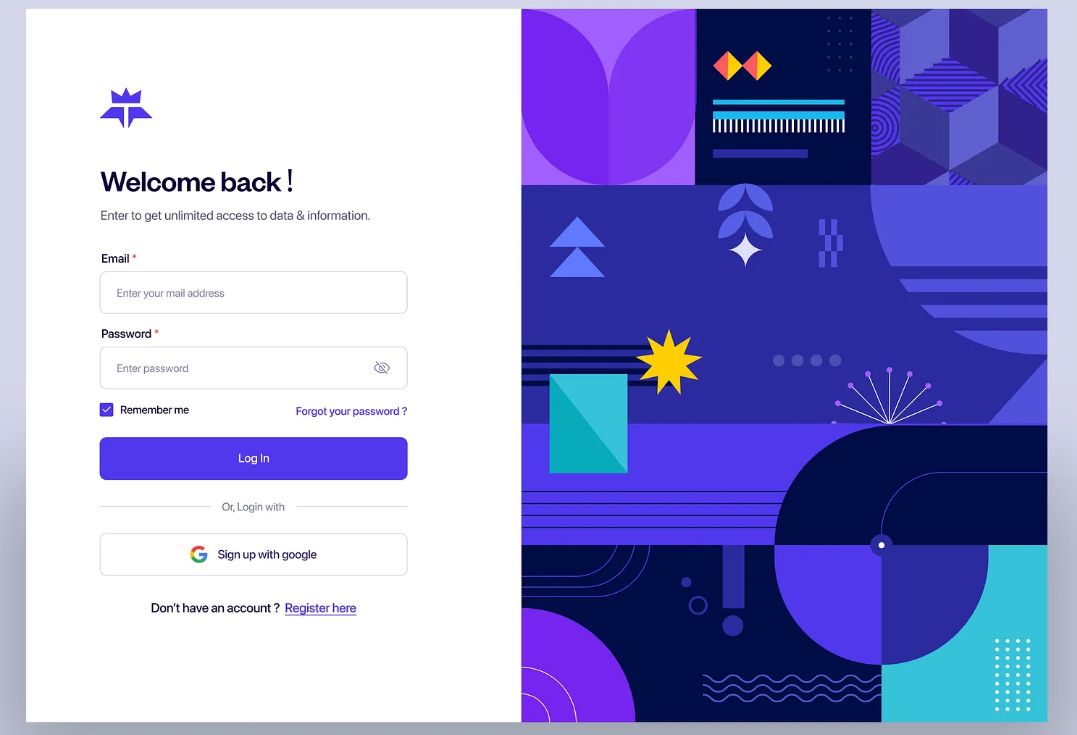 Welcome back !
Enter to get unlimited access to data & information.
Email *
Enter your mail address
Password *
Enter password
Remember me
Forgot your password ?
Log In
Or, Login with
Sign up with google
Don't have an account ? Register here